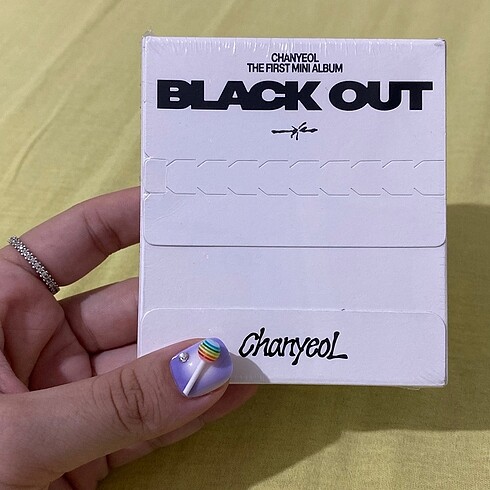 CHANYEOL
THE FIRST MINI ALBUM
BLACK OUT
ChanyeoL